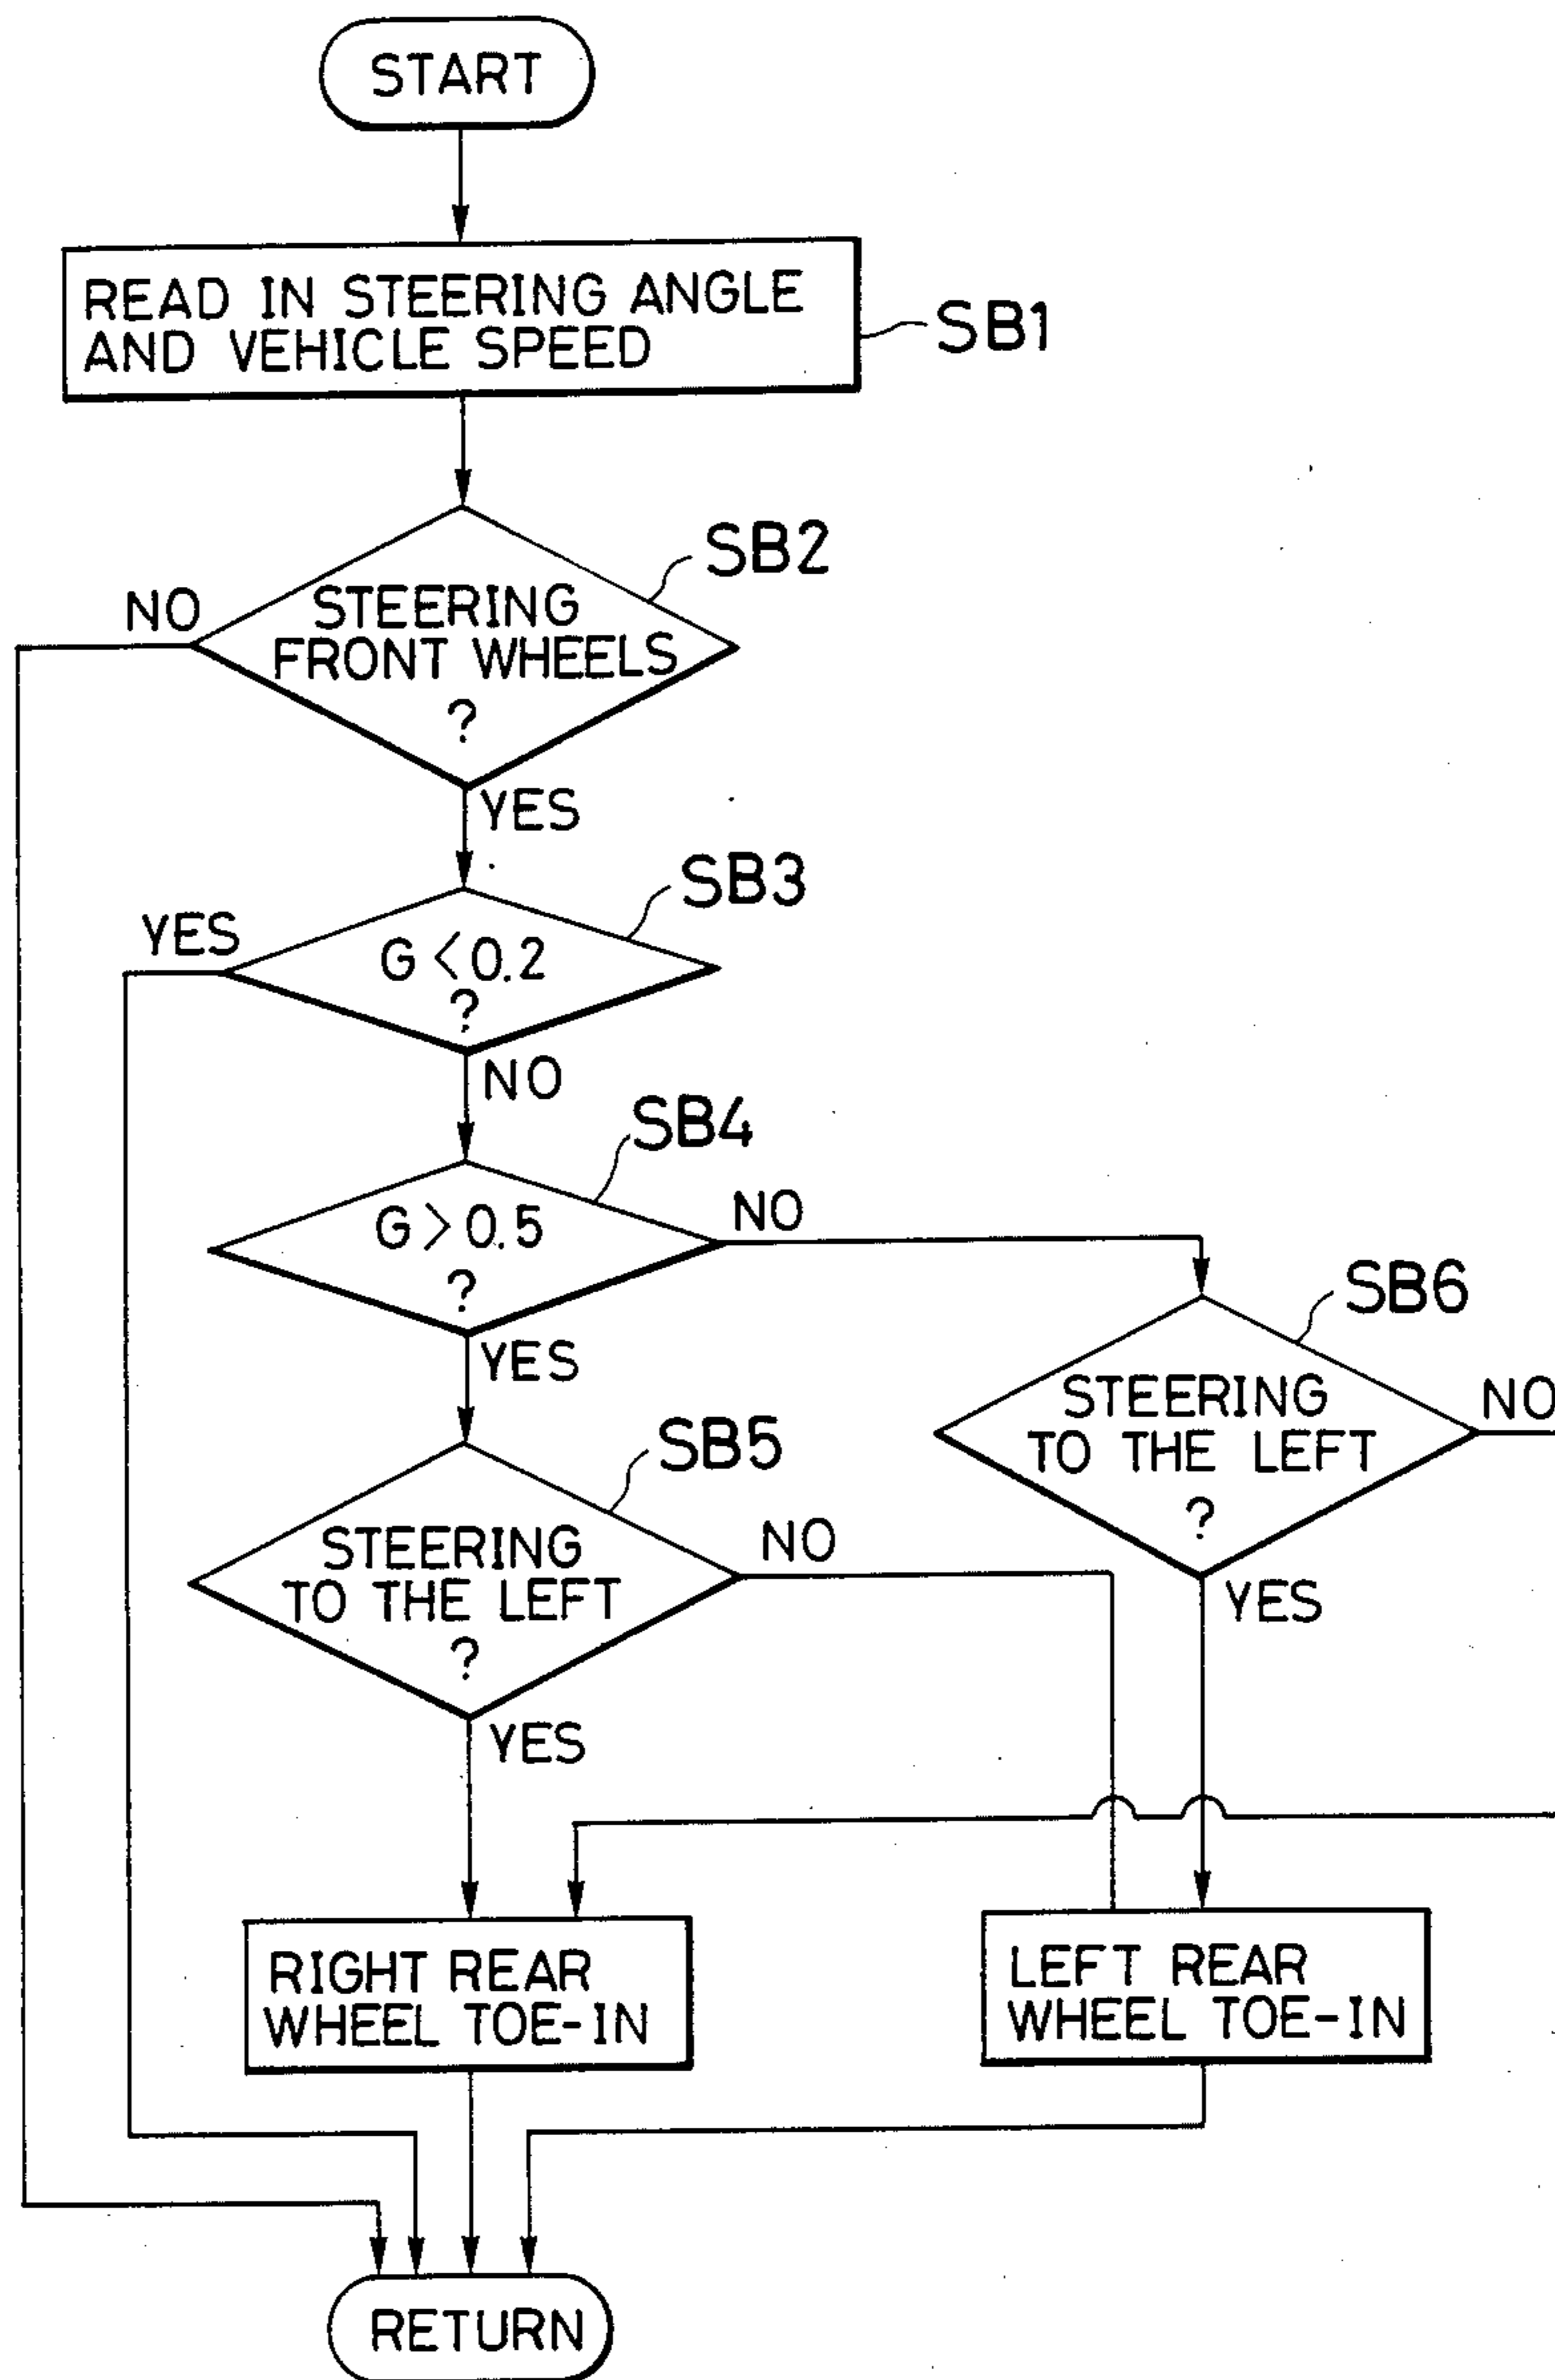 START
READ IN STEERING ANGLE
AND VEHICLE SPEED
SB1
SB2
NO
STEERING
FRONT WHEELS
?
YES
SB3
YES
G<0.2
?
NO
SB4
G>0.5
?
NO
YES
SB6
STEERING
TO THE LEFT
?
NO
YES
SB5
STEERING
TO THE LEFT
?
NO
YES
RIGHT REAR
WHEEL TOE-IN
LEFT REAR
WHEEL TOE-IN
RETURN